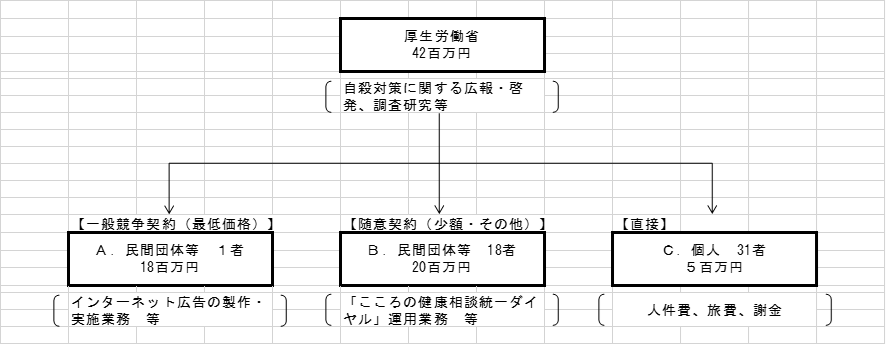 厚生労働省
42百万円
自殺対策に関する広報・啓
発、調査研究等
【一般競争契約（最低価格）】
【随意契約（少額・その他）】
【直接】
Ａ．民間団体等　１者
18百万円
Ｂ．民間団体等　18者
20百万円
Ｃ．個人　31者
５百万円
インターネット広告の製作・
実施業務　等
「こころの健康相談統一ダイ
ヤル」運用業務　等
人件費、旅費、謝金